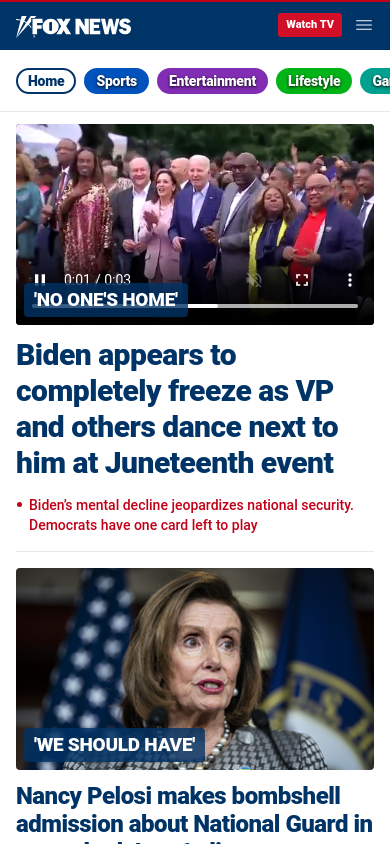 FOX NEWS
Watch TV
Home
Sports
Entertainment
Lifestyle
0:01 / 0:03
'NO ONE'S HOME'
Biden appears to
completely freeze as VP
and others dance next to
him at Juneteenth event
• Biden's mental decline jeopardizes national security.
Democrats have one card left to play
'WE SHOULD HAVE'
Nancy Pelosi makes bombshell
admission about National Guard in